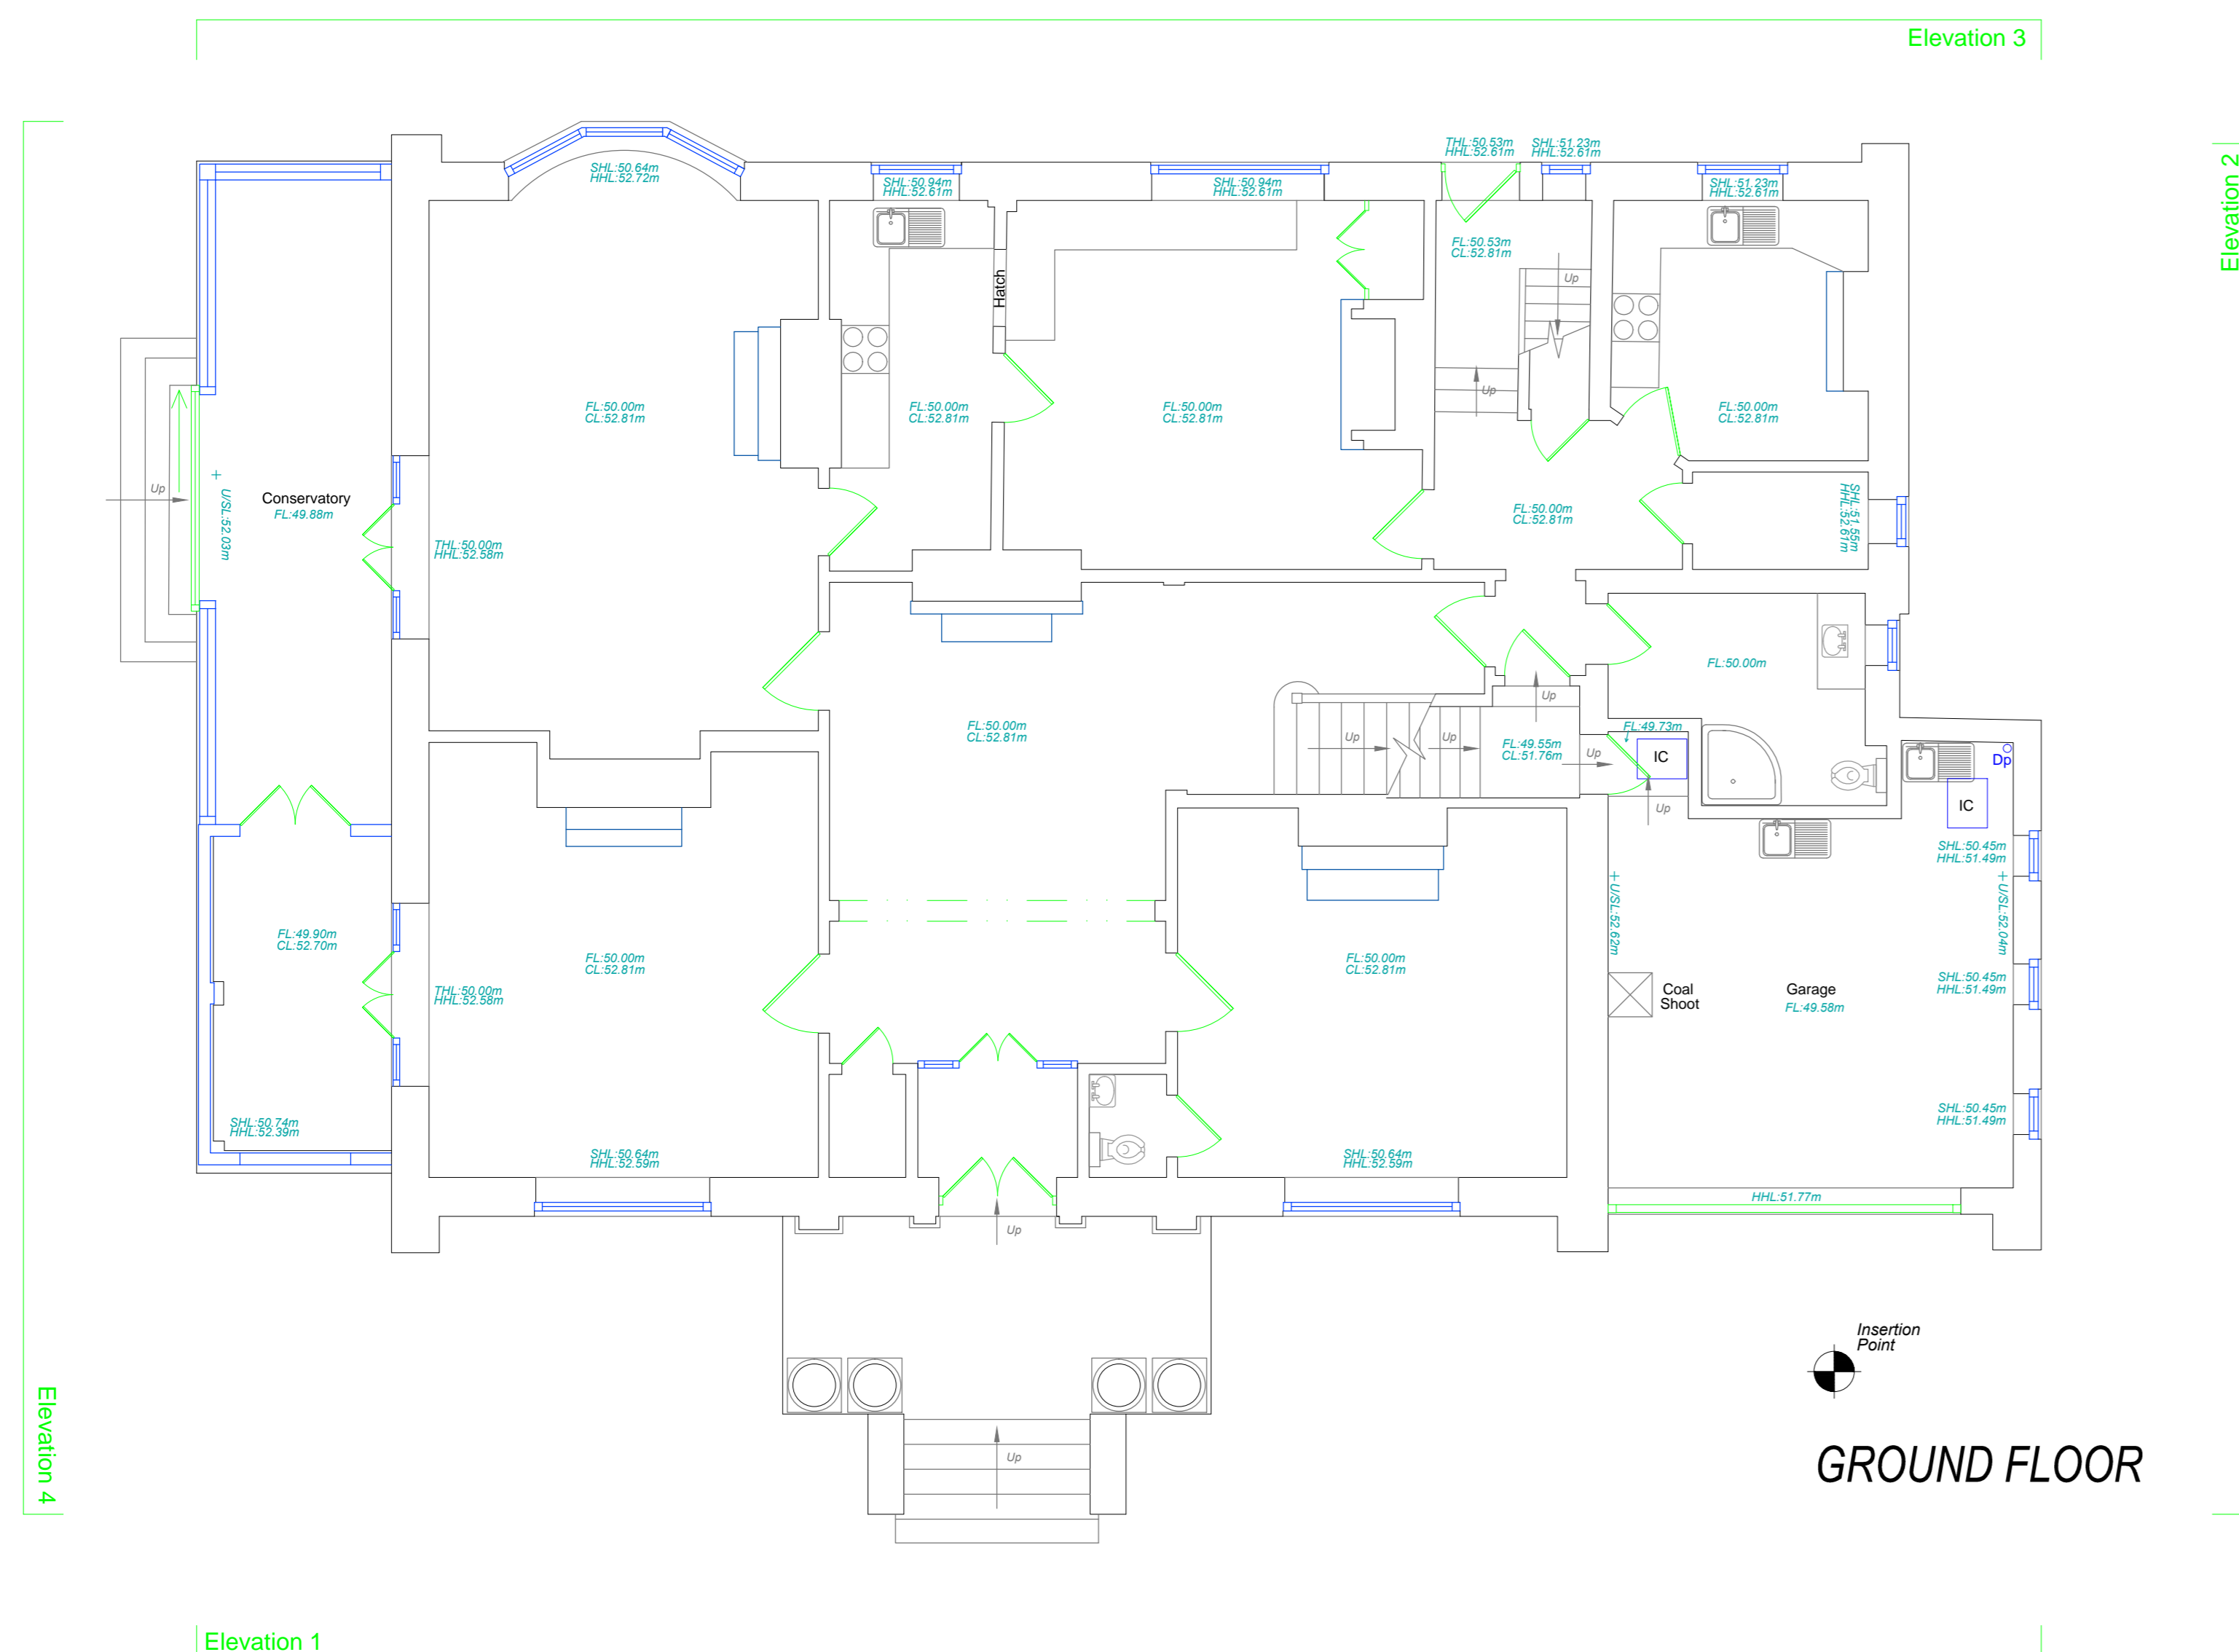 Elevation 3
Elevation 2
THL:50.53m
HHL:52.61m
SHL:51.23m
HHL:52.61m
SHL:50.64m
HHL:52.72m
SHL:50.94m
HHL:52.61m
SHL:50.94m
HHL:52.61m
SHL:51.23m
HHL:52.61m
FL:50.53m
CL:52.81m
Up
Hatch
Up
FL:50.00m
CL:52.81m
FL:50.00m
CL:52.81m
FL:50.00m
CL:52.81m
FL:50.00m
CL:52.81m
Up
U/SL:52.03m
Conservatory
FL:49.88m
THL:50.00m
HHL:52.58m
FL:50.00m
CL:52.81m
SHL:51.55m
HHL:52.61m
FL:50.00m
Up
FL:50.00m
CL:52.81m
Up
Up
FL:49.55m
CL:51.76m
Up
FL:49.73m
IC
Up
Dp
IC
SHL:50.45m
HHL:51.49m
U/SL:52.62m
U/SL:52.04m
FL:49.90m
CL:52.70m
FL:50.00m
CL:52.81m
FL:50.00m
CL:52.81m
THL:50.00m
HHL:52.58m
Coal
Shoot
Garage
FL:49.58m
SHL:50.45m
HHL:51.49m
SHL:50.45m
HHL:51.49m
SHL:50.74m
HHL:52.39m
SHL:50.64m
HHL:52.59m
SHL:50.64m
HHL:52.59m
HHL:51.77m
Up
Insertion
Point
Up
GROUND FLOOR
Elevation 4
Elevation 1